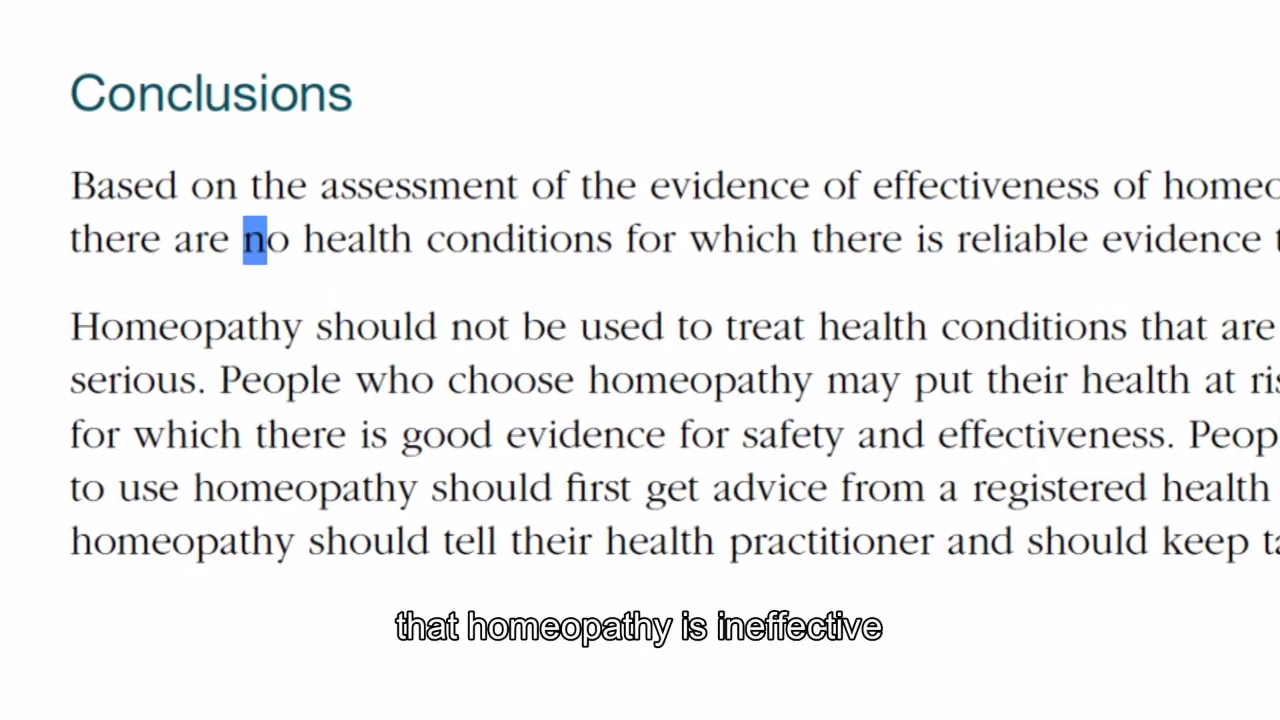 Conclusions
Based on the assessment of the evidence of effectiveness of
there are no health conditions for which there is reliable evidence
Homeopathy should not be used to treat health conditions that are
serious. People who choose homeopathy may put their health at
for which there is good evidence for safety and effectiveness.
to use homeopathy should first get advice from a registered health
homeopathy should tell their health practitioner and should keep
that homeopathy is ineffective